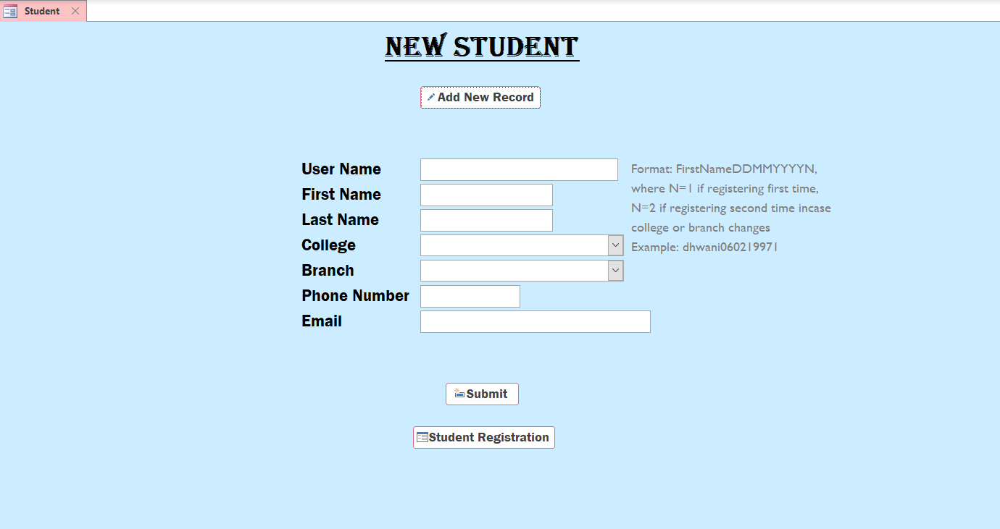 Student
NEW STUDENT
Add New Record
User Name
Format: FirstNameDDMMYYYYN,
where N=1 if registering first time,
N=2 if registering second time incase
college or branch changes
Example: dhwani060219971
First Name
Last Name
College
Branch
Phone Number
Email
Submit
Student Registration